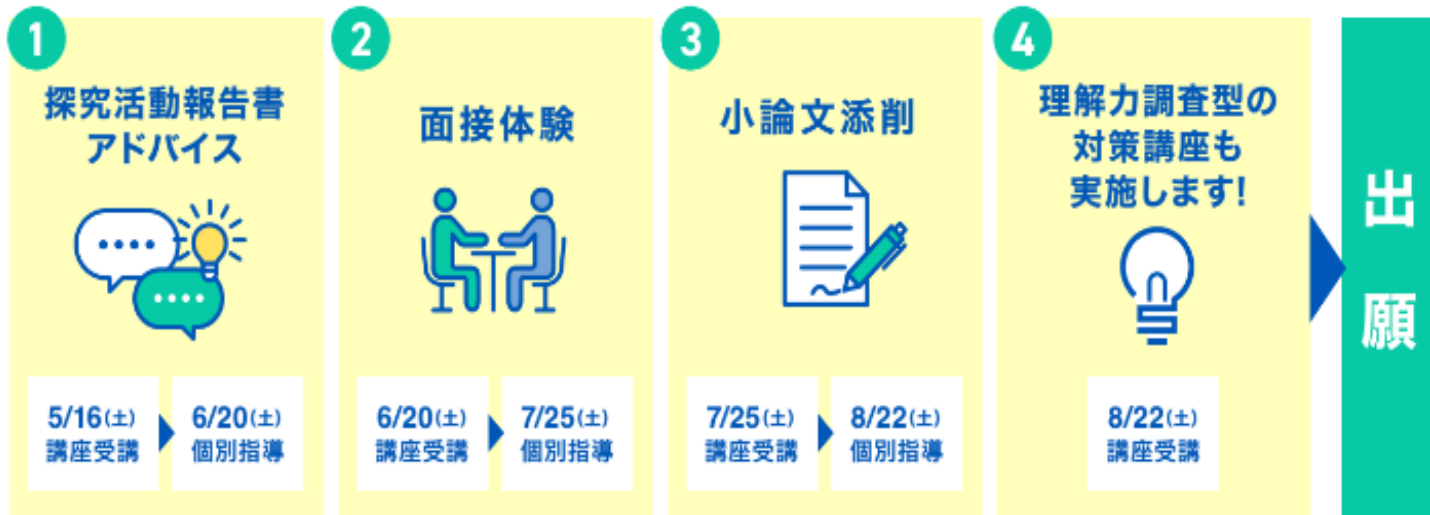 1
探究活動報告書
アドバイス
5/16(土)
講座受講
6/20(土)
個別指導
2
面接体験
6/20(土)
講座受講
7/25(土)
個別指導
3
小論文添削
7/25(土)
講座受講
8/22(土)
個別指導
4
理解力調査型の
対策講座も
実施します!
8/22(土)
講座受講
出願